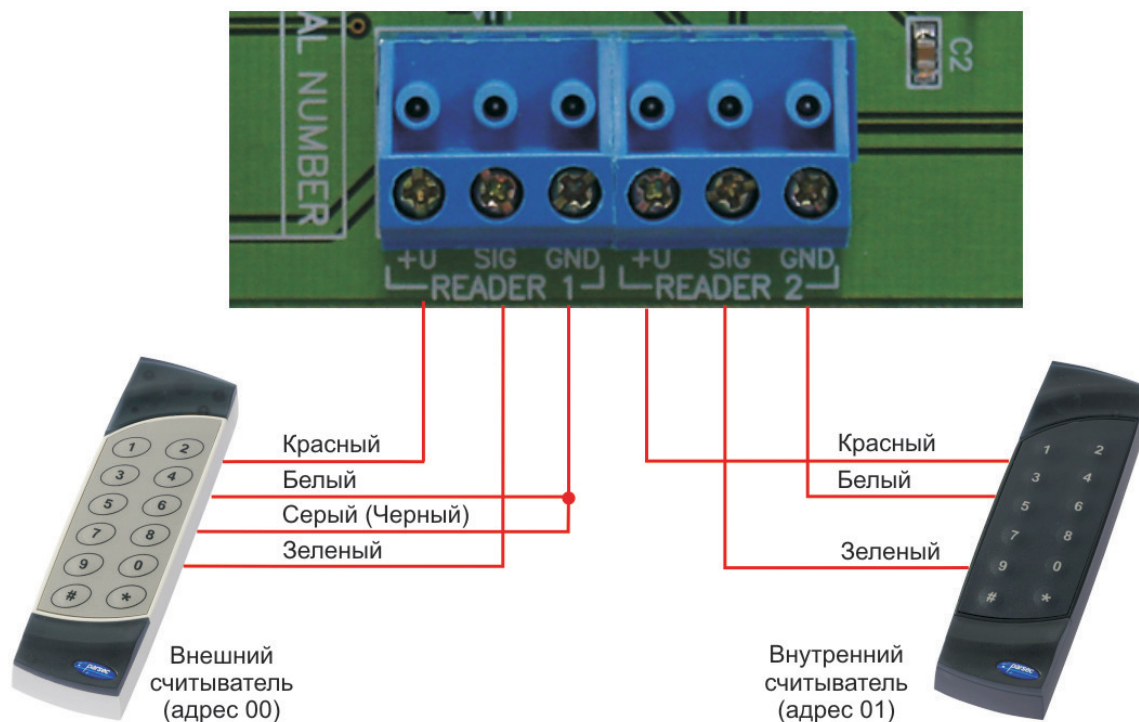 AL NUMBER
C2
+U SIG GND +U SIG GND
READER 1 READER 2
Красный
Белый
Серый (Черный)
Зеленый
Красный
Белый
Зеленый
1 2
3 4
5 6
7 8
9 0
# *
parsec
1 2
3 4
5 6
7 8
9 0
# *
parsec
Внешний
считыватель
(адрес 00)
Внутренний
считыватель
(адрес 01)